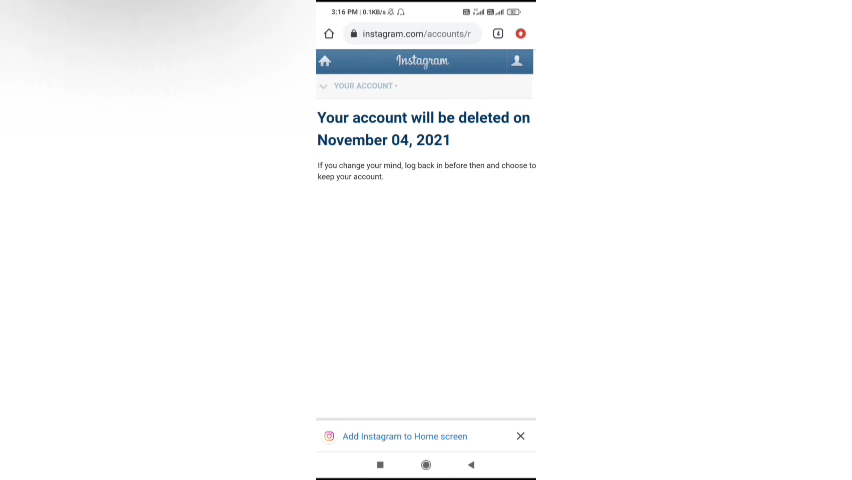 3:16 PM | 0.1KB/s
instagram.com/accounts/r
4
Instagram
YOUR ACCOUNT
Your account will be deleted on
November 04, 2021
If you change your mind, log back in before then and choose to
keep your account.
Add Instagram to Home screen